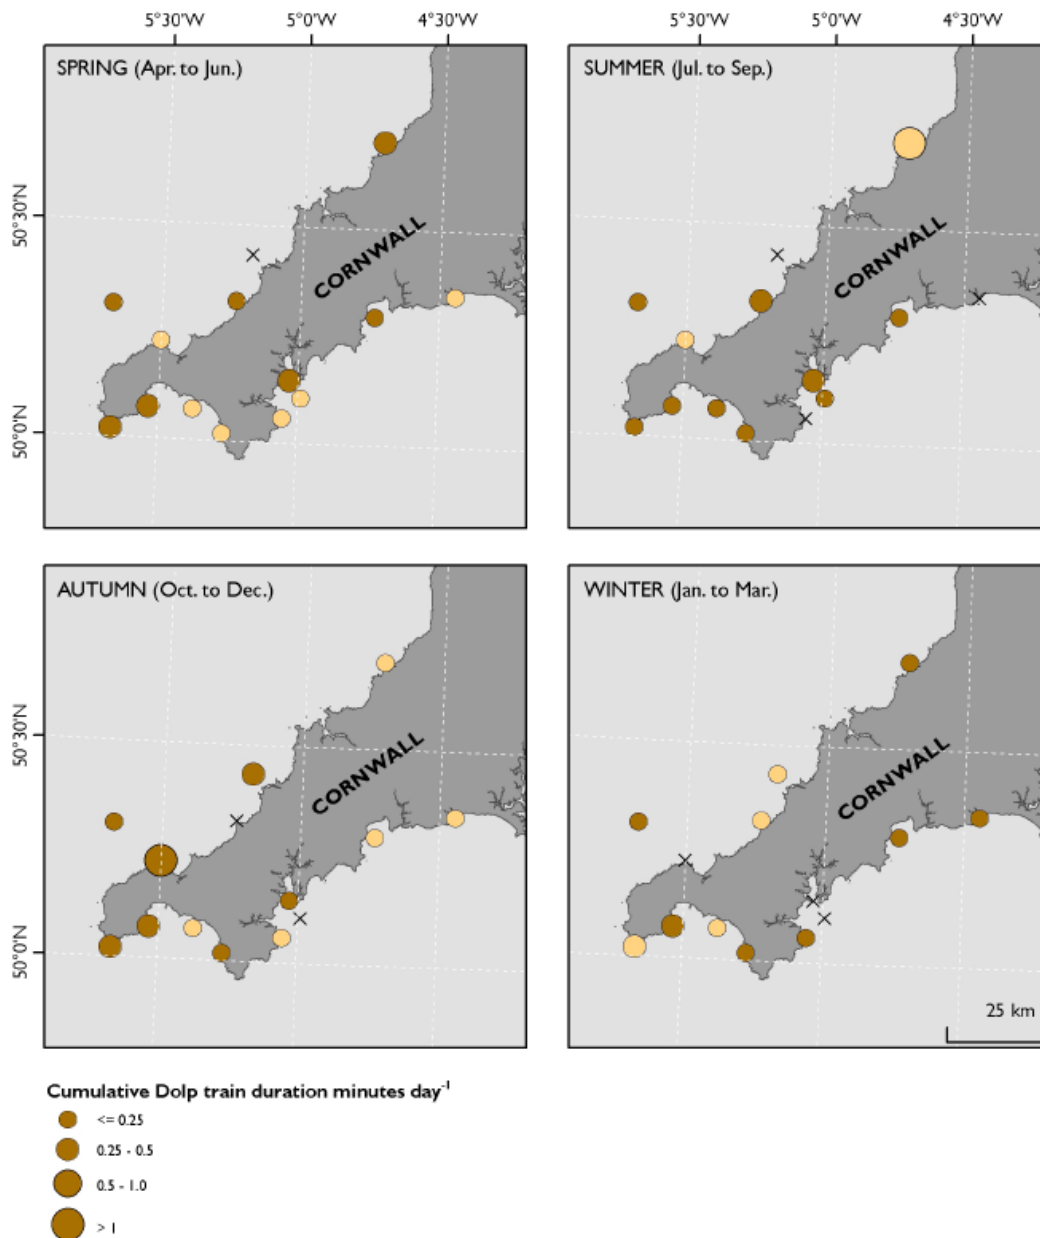 5°30'W 5°0'W 4°30'W 5°30'W 5°0'W 4°30'W
SPRING (Apr. to Jun.) SUMMER (Jul. to Sep.)
50°30'N
CORNWALL CORNWALL
50°0'N
AUTUMN (Oct. to Dec.) WINTER (Jan. to Mar.)
50°30'N
CORNWALL CORNWALL
50°0'N
25 km
Cumulative Dolp train duration minutes day⁻¹
<= 0.25
0.25 - 0.5
0.5 - 1.0
> 1